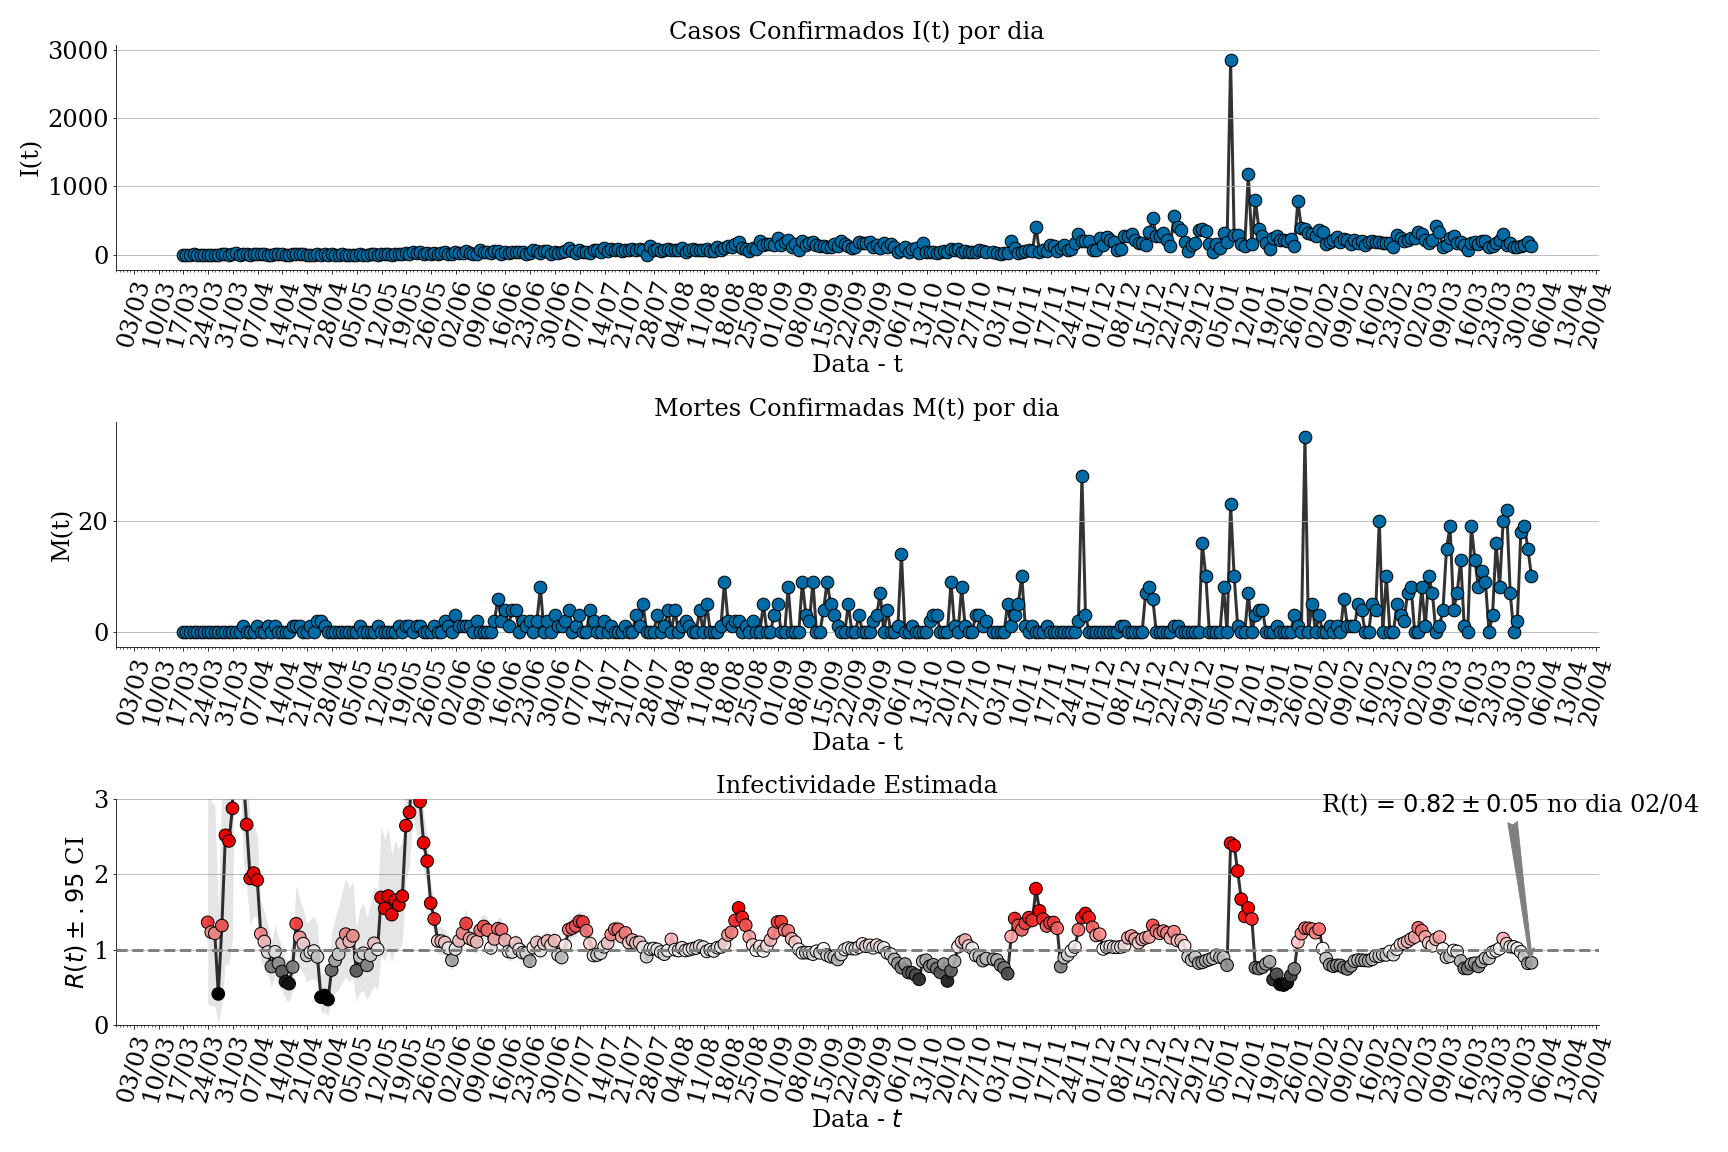 Casos Confirmados I(t) por dia
3000
2000
1000
0
I(t)
03/03 10/03 17/03 24/03 31/03 07/04 14/04 21/04 28/04 05/05 12/05 19/05 26/05 02/06 09/06 16/06 23/06 30/06 07/07 14/07 21/07 28/07 04/08 11/08 18/08 25/08 01/09 08/09 15/09 22/09 29/09 06/10 13/10 20/10 27/10 03/11 10/11 17/11 24/11 01/12 08/12 15/12 22/12 29/12 05/01 12/01 19/01 26/01 02/02 09/02 16/02 23/02 02/03 09/03 16/03 23/03 30/03 06/04 13/04 20/04
Data - t
Mortes Confirmadas M(t) por dia
20
0
M(t)
03/03 10/03 17/03 24/03 31/03 07/04 14/04 21/04 28/04 05/05 12/05 19/05 26/05 02/06 09/06 16/06 23/06 30/06 07/07 14/07 21/07 28/07 04/08 11/08 18/08 25/08 01/09 08/09 15/09 22/09 29/09 06/10 13/10 20/10 27/10 03/11 10/11 17/11 24/11 01/12 08/12 15/12 22/12 29/12 05/01 12/01 19/01 26/01 02/02 09/02 16/02 23/02 02/03 09/03 16/03 23/03 30/03 06/04 13/04 20/04
Data - t
Infectividade Estimada
3
2
1
0
R(t) ± .95 CI
R(t) = 0.82 ± 0.05 no dia 02/04
03/03 10/03 17/03 24/03 31/03 07/04 14/04 21/04 28/04 05/05 12/05 19/05 26/05 02/06 09/06 16/06 23/06 30/06 07/07 14/07 21/07 28/07 04/08 11/08 18/08 25/08 01/09 08/09 15/09 22/09 29/09 06/10 13/10 20/10 27/10 03/11 10/11 17/11 24/11 01/12 08/12 15/12 22/12 29/12 05/01 12/01 19/01 26/01 02/02 09/02 16/02 23/02 02/03 09/03 16/03 23/03 30/03 06/04 13/04 20/04
Data - t